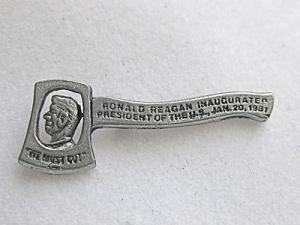 RONALD REAGAN INAUGURATED
PRESIDENT OF THE U.S., JAN. 20, 1981
"WE MUST CUT"